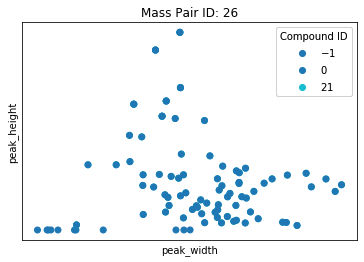 Mass Pair ID: 26
Compound ID
−1
0
21
peak_height
peak_width